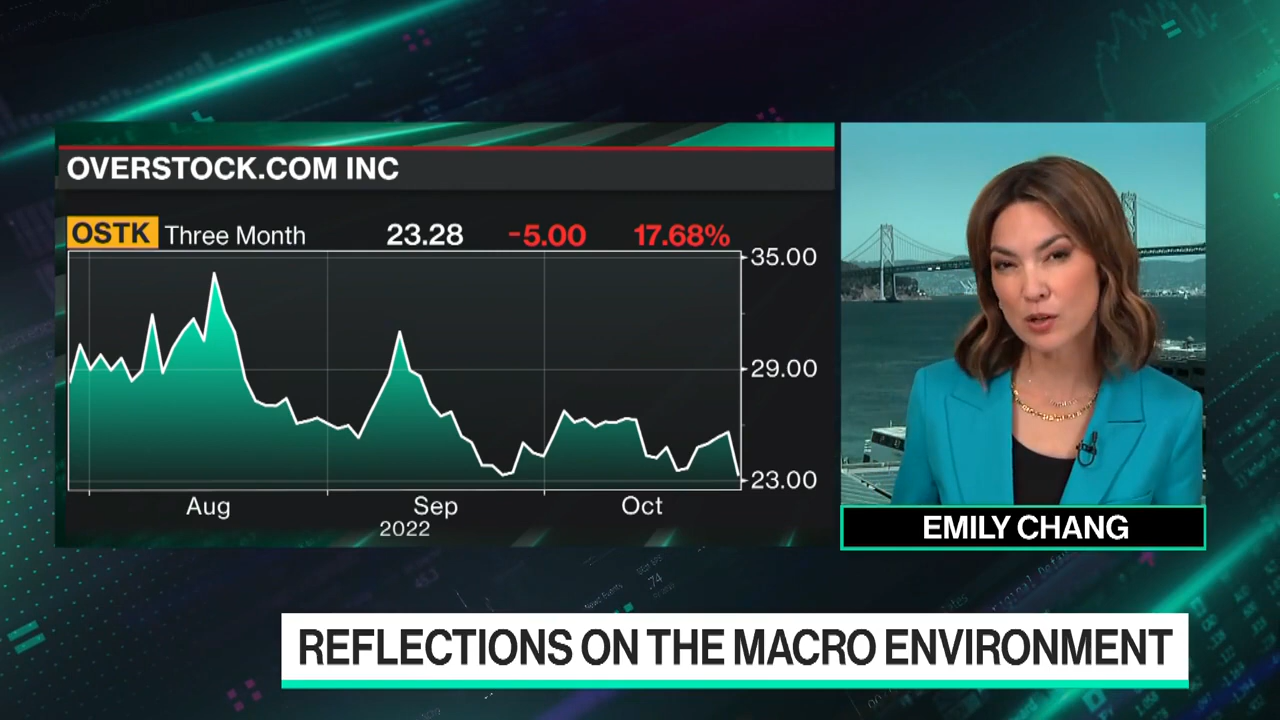 OVERSTOCK.COM INC
OSTK Three Month 23.28 -5.00 17.68%
35.00
29.00
23.00
Aug Sep Oct
2022
EMILY CHANG
REFLECTIONS ON THE MACRO ENVIRONMENT